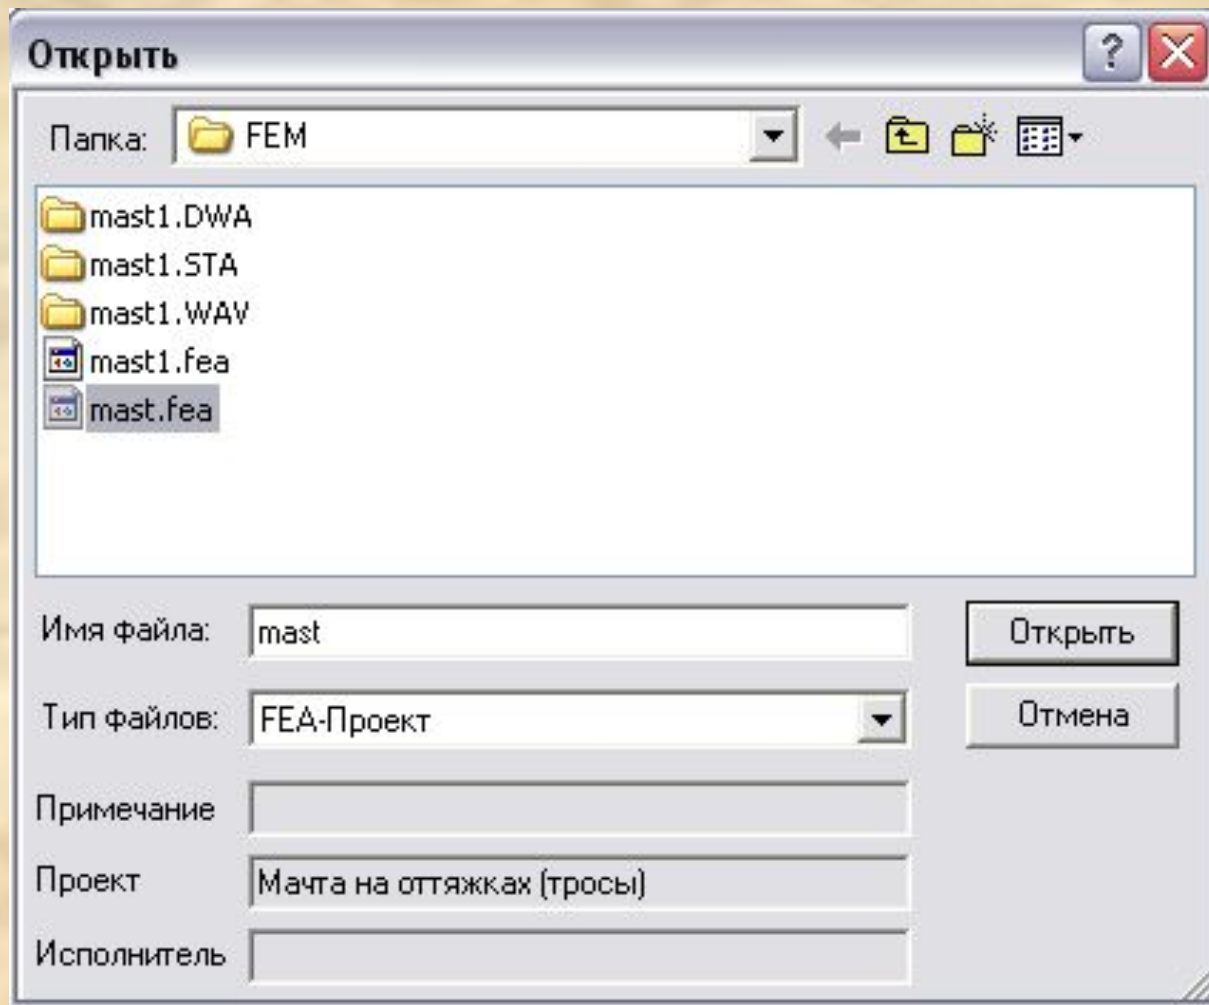 Открыть
Папка: FEM
mast1.DWA
mast1.STA
mast1.WAV
mast1.fea
mast.fea
Имя файла: mast Открыть
Тип файлов: FEA-Проект Отмена
Примечание
Проект Мачта на оттяжках (тросы)
Исполнитель